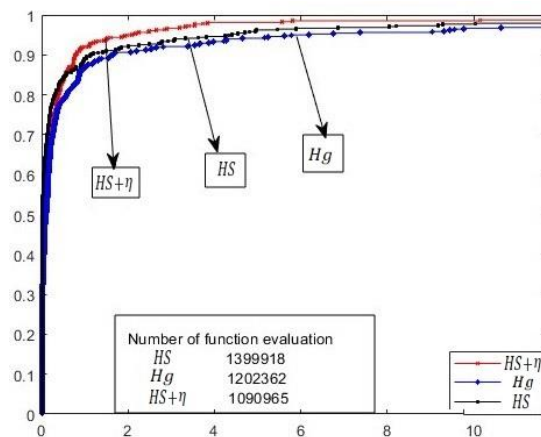 1
0.9
0.8
0.7
0.6
0.5
0.4
0.3
0.2
0.1
0
HS+η
HS
Hg
Number of function evaluation
HS 1399918
Hg 1202362
HS+η 1090965
HS+η
Hg
HS
0 2 4 6 8 10